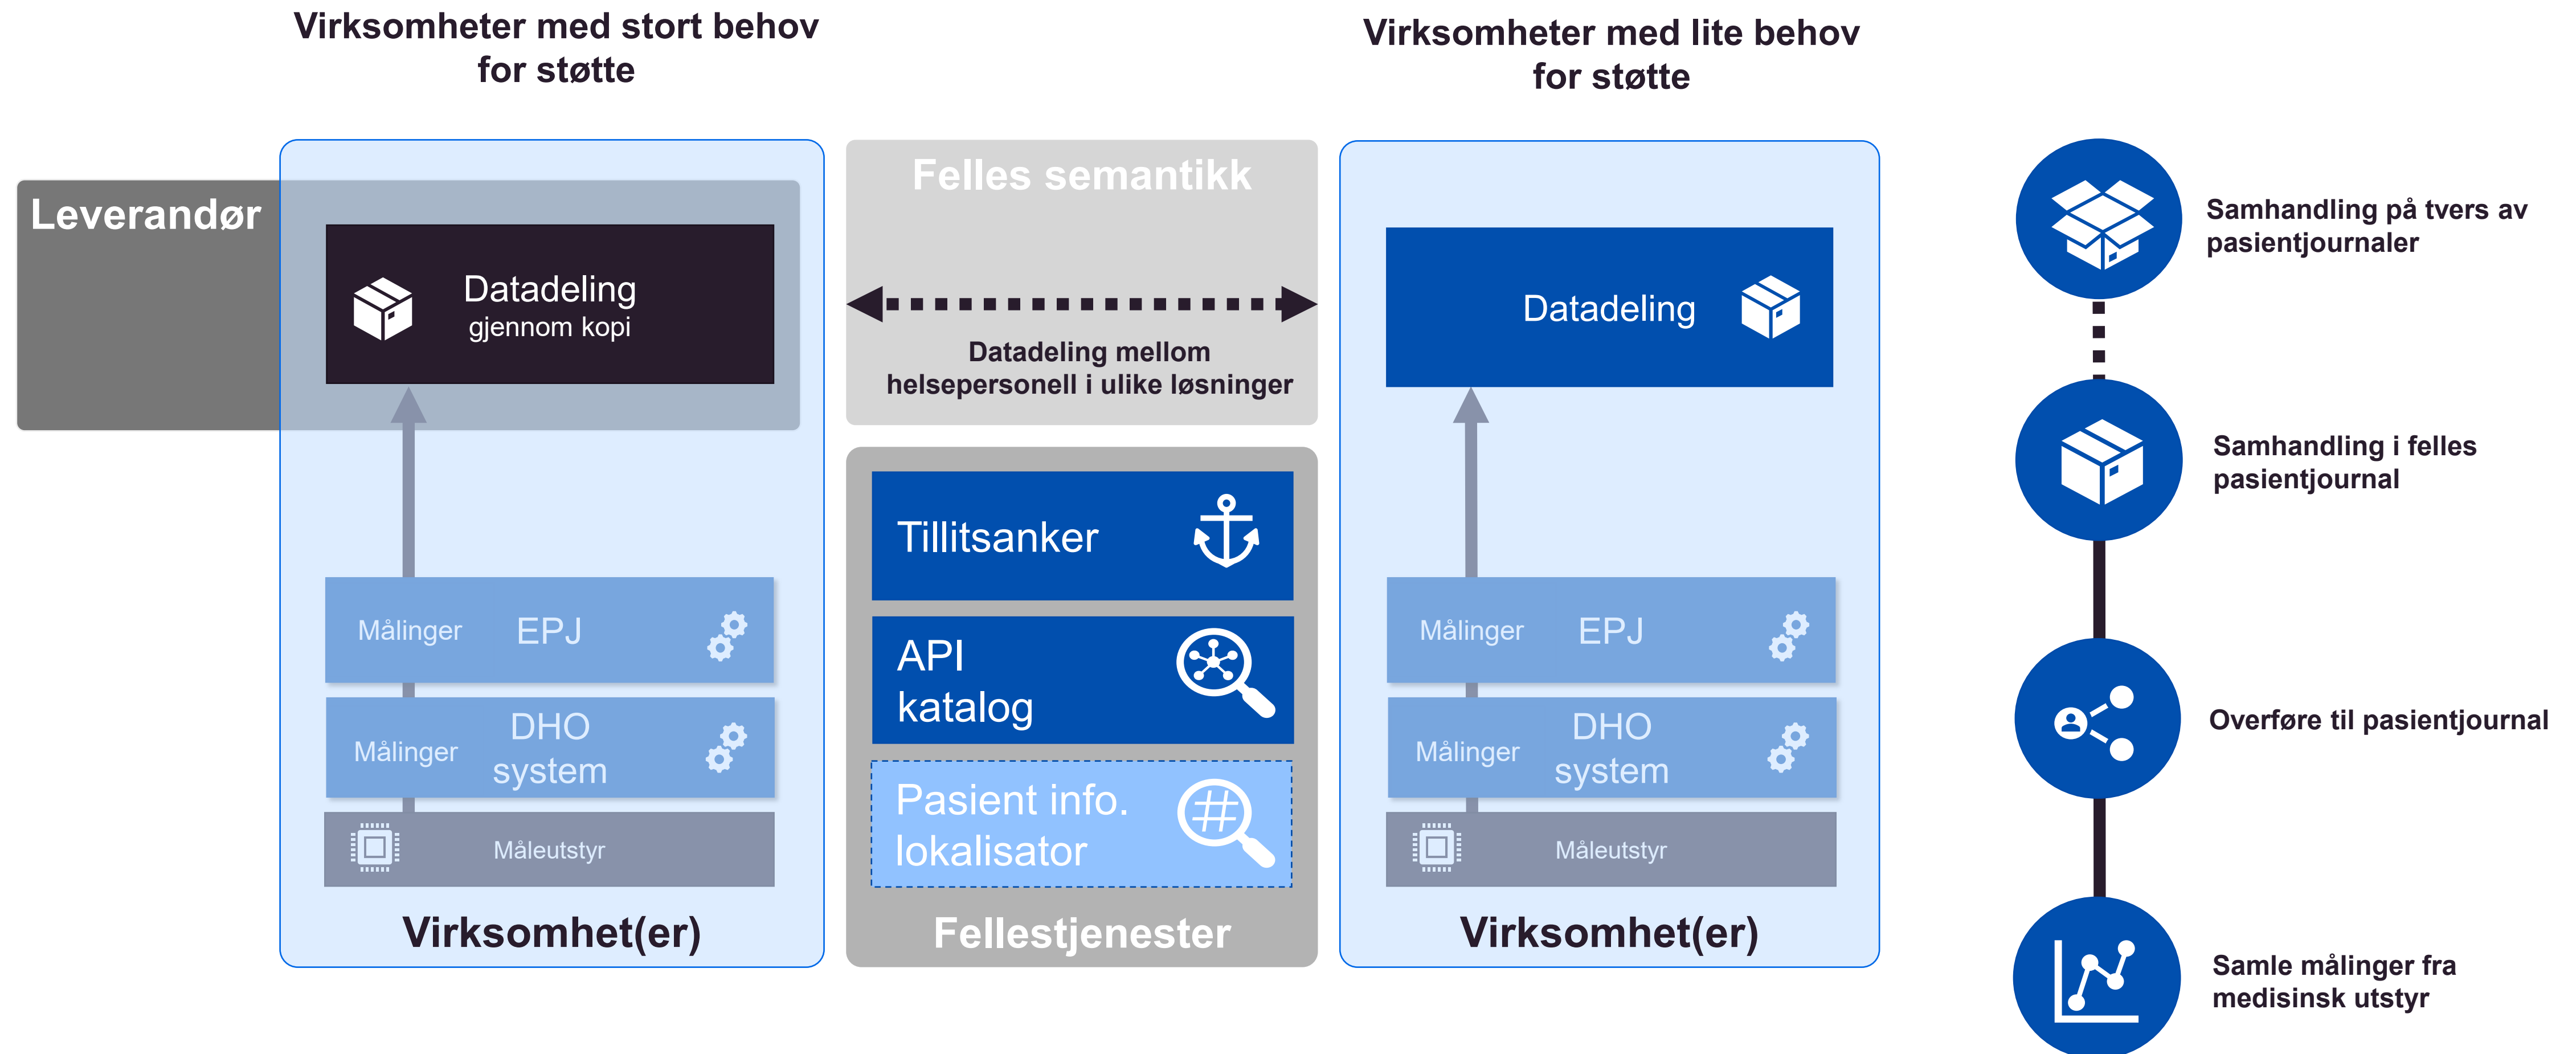 Virksomheter med stort behov
for støtte
Leverandør
Datadeling
gjennom kopi
Målinger
EPJ
Målinger
DHO
system
Måleutstyr
Virksomhet(er)
Felles semantikk
Datadeling mellom
helsepersonell i ulike løsninger
Tillitsanker
API
katalog
Pasient info.
lokalisator
Fellestjenester
Virksomheter med lite behov
for støtte
Datadeling
Målinger
EPJ
Målinger
DHO
system
Måleutstyr
Virksomhet(er)
Samhandling på tvers av
pasientjournaler
Samhandling i felles
pasientjournal
Overføre til pasientjournal
Samle målinger fra
medisinsk utstyr